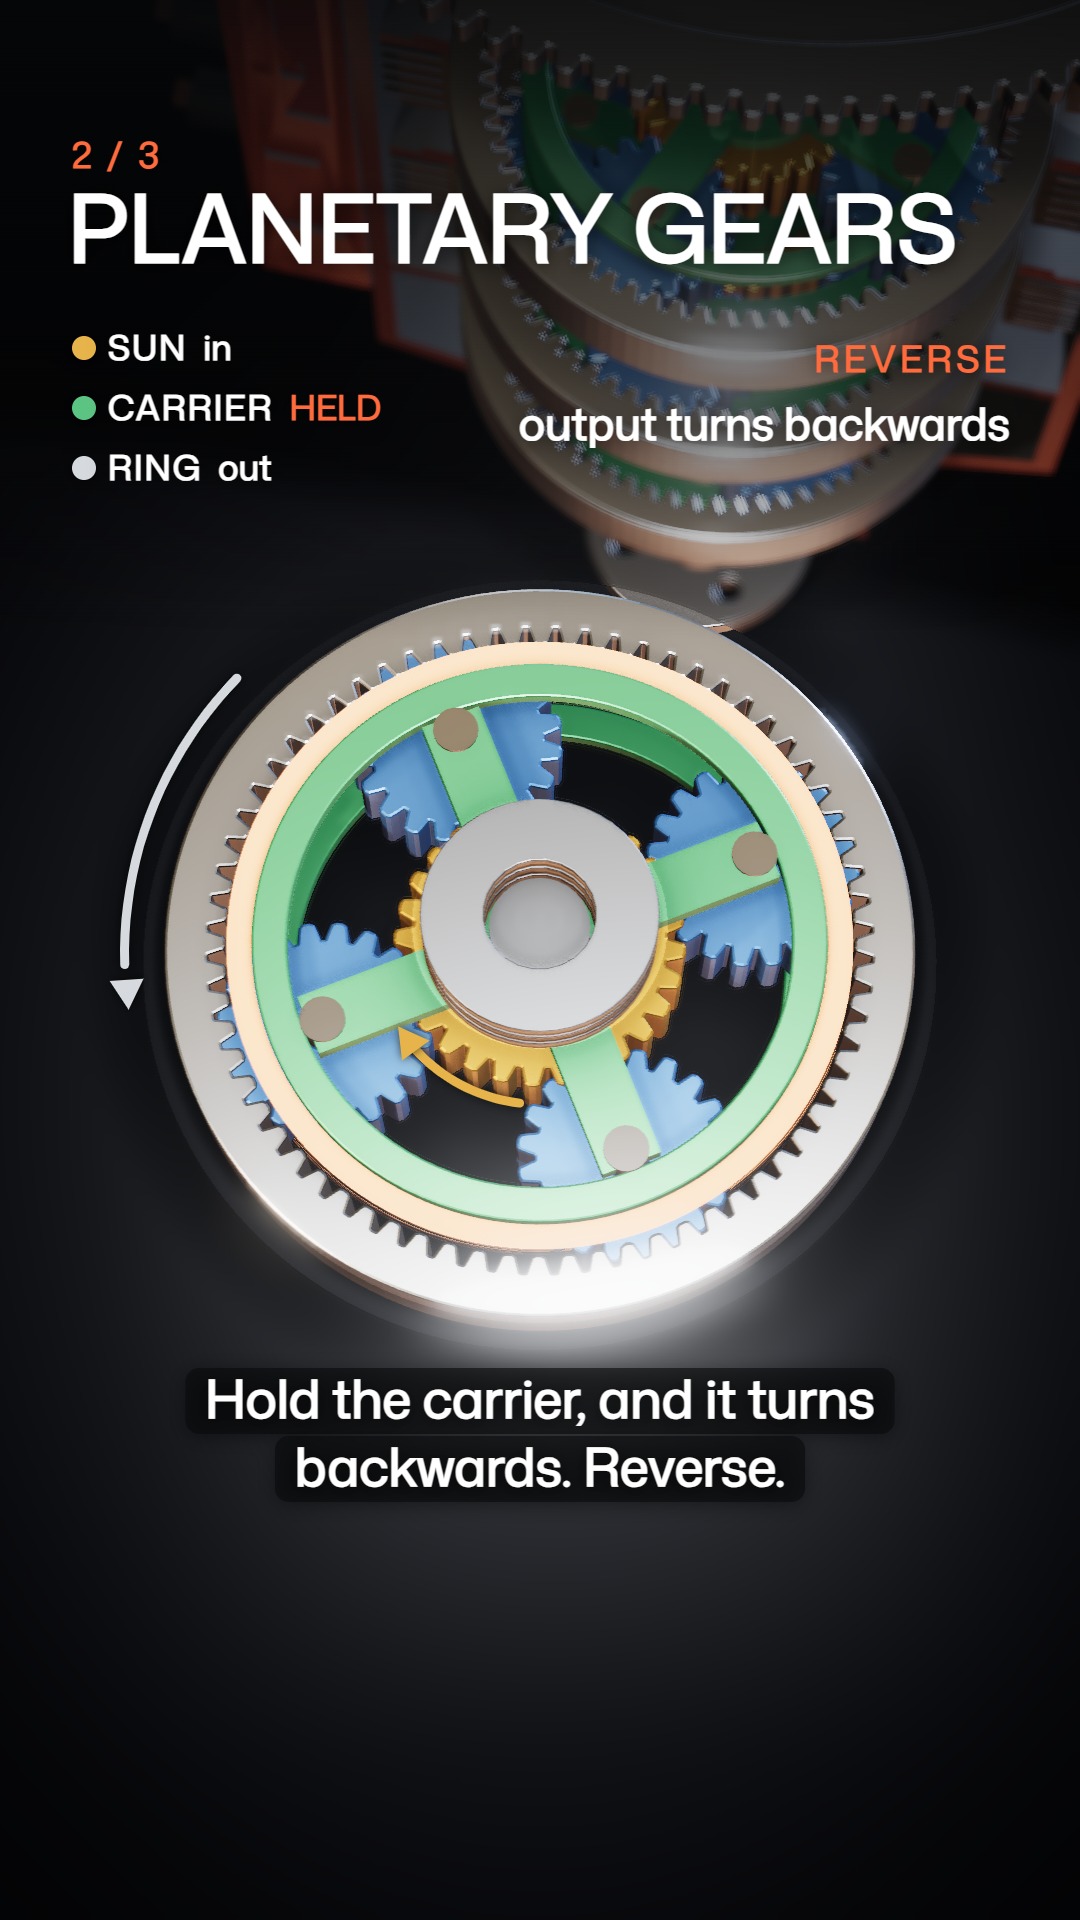 2 / 3
PLANETARY GEARS
SUN in
CARRIER HELD
RING out
REVERSE
output turns backwards
Hold the carrier, and it turns
backwards. Reverse.